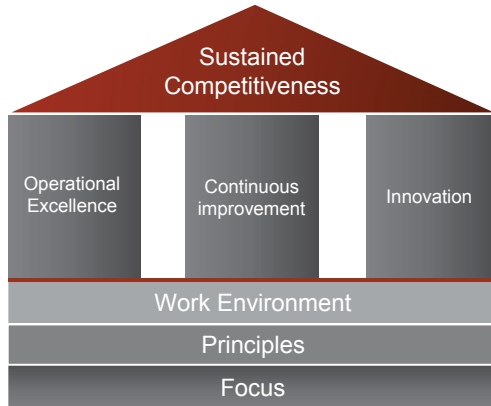 Sustained
Competitiveness
Operational
Excellence
Continuous
improvement
Innovation
Work Environment
Principles
Focus